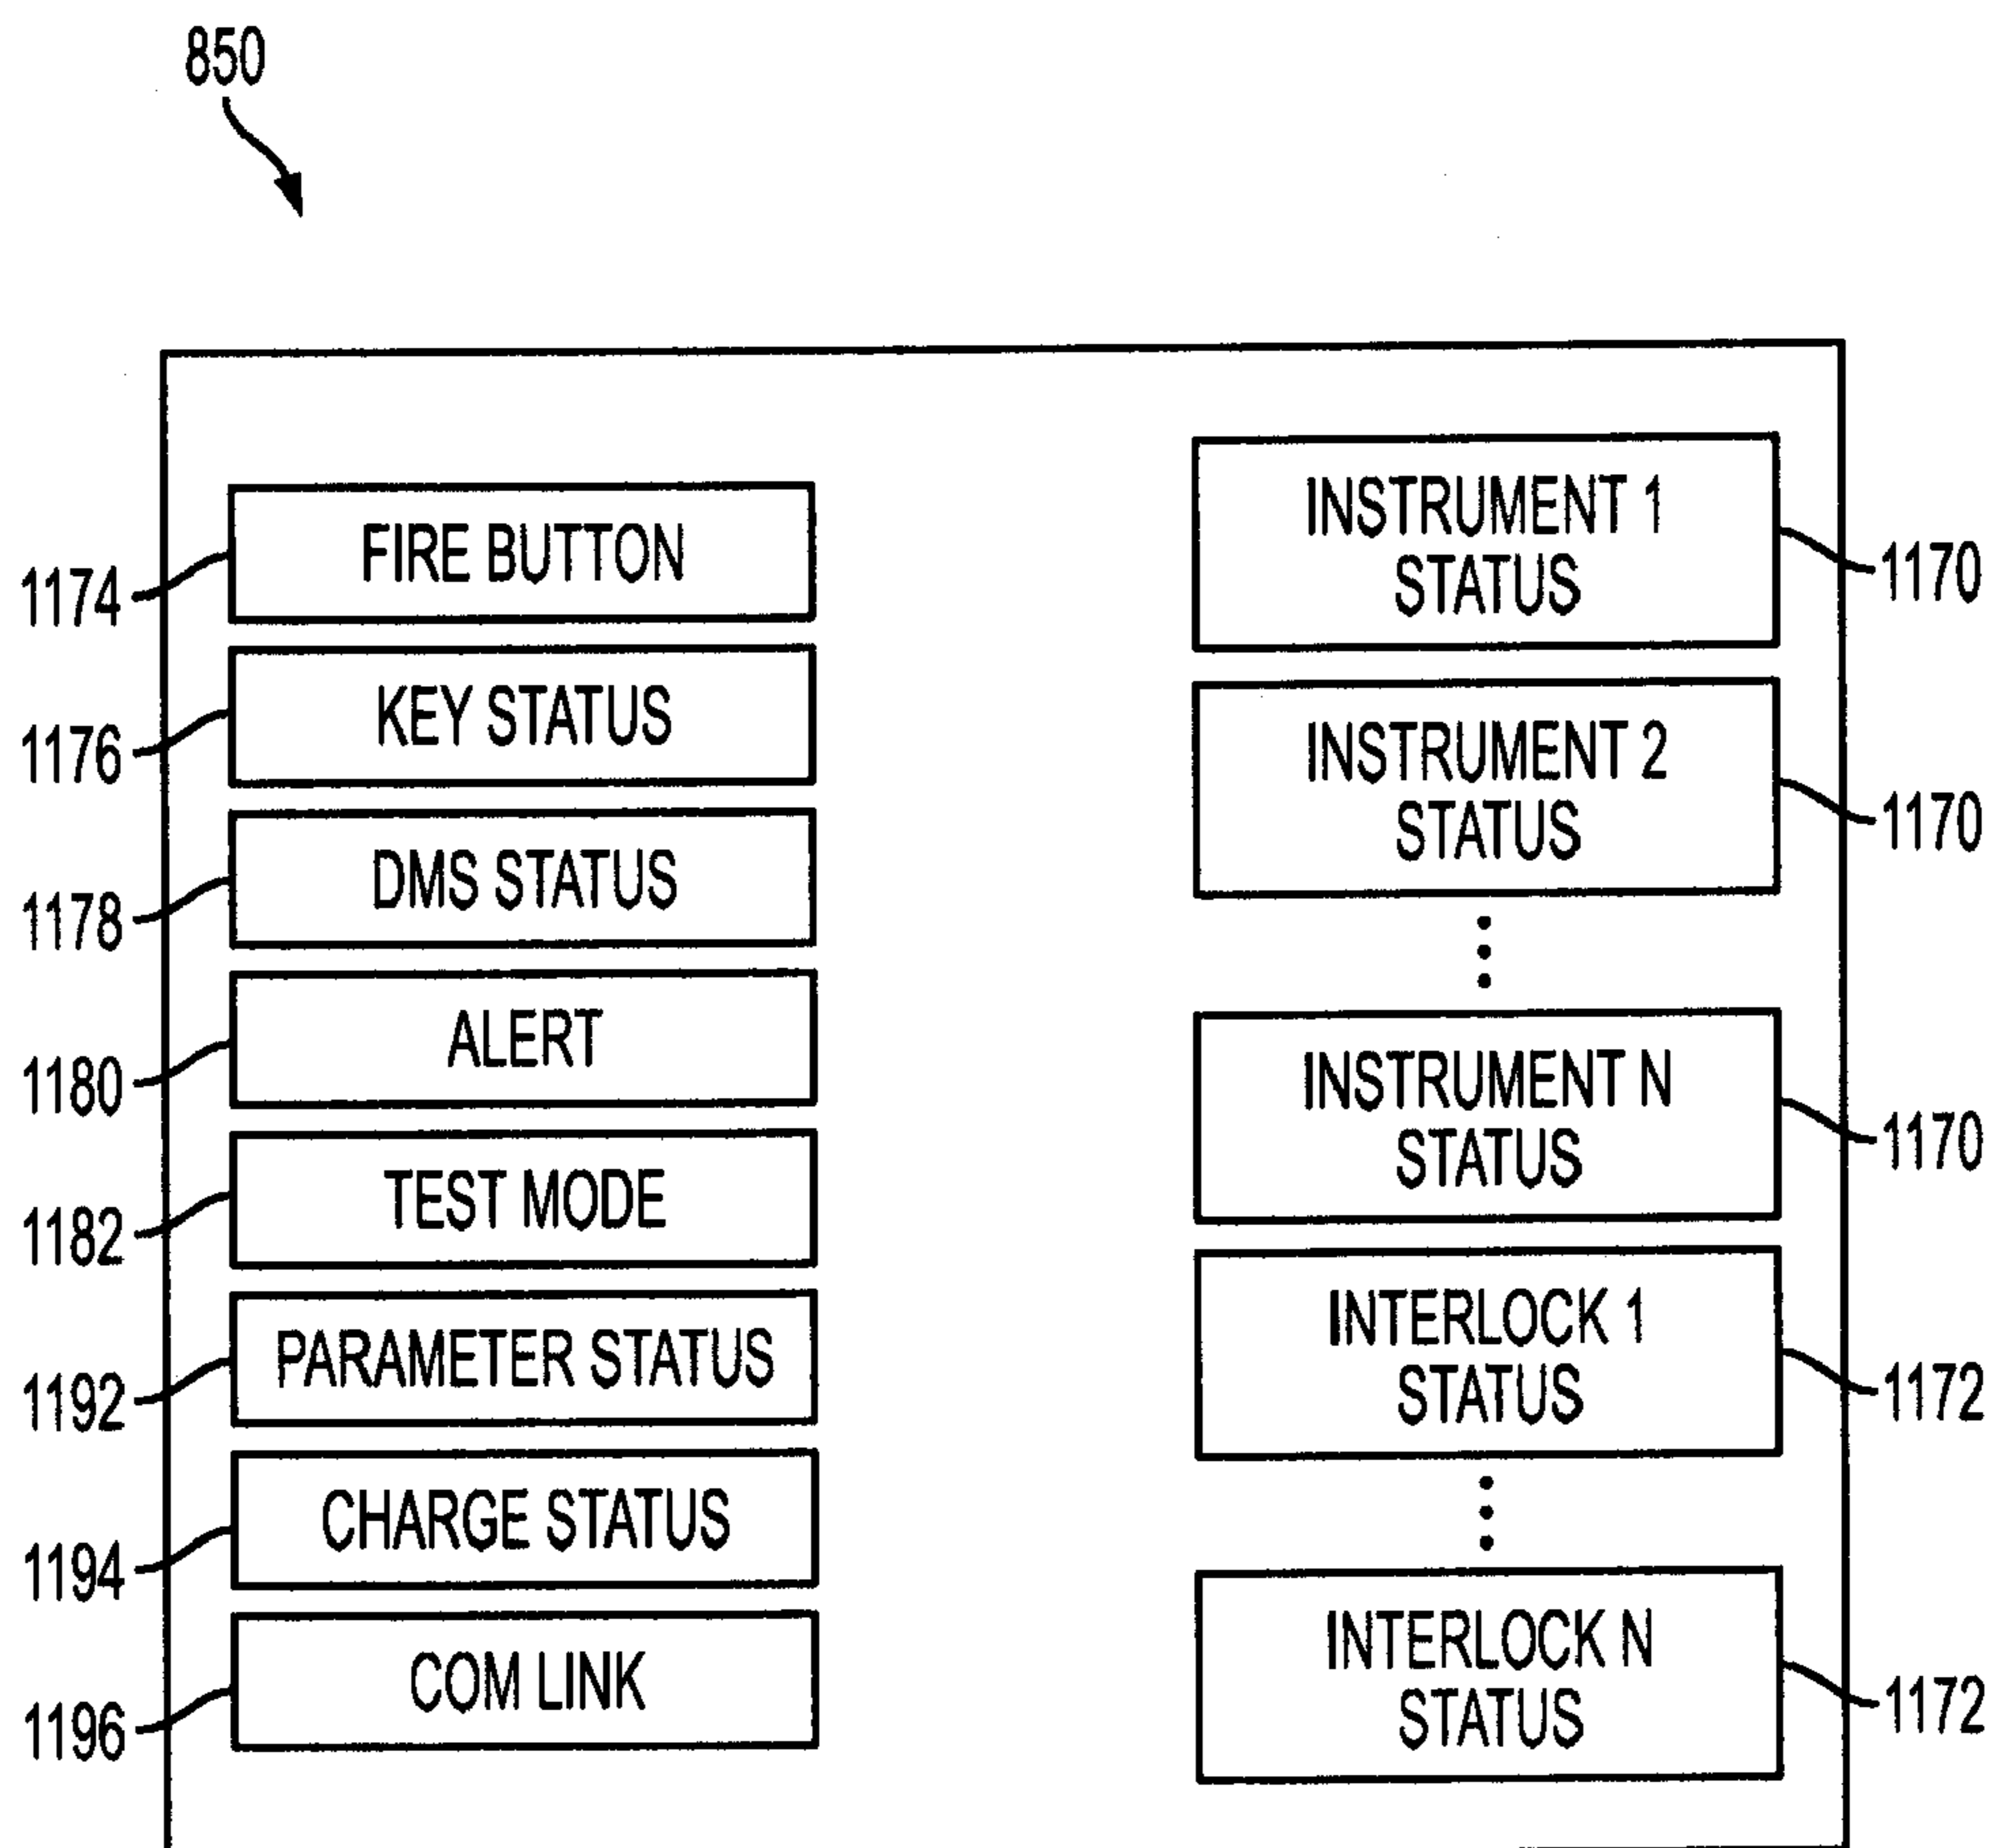 850
FIRE BUTTON
1174
KEY STATUS
1176
DMS STATUS
1178
ALERT
1180
TEST MODE
1182
PARAMETER STATUS
1192
CHARGE STATUS
1194
COM LINK
1196
INSTRUMENT 1
STATUS
1170
INSTRUMENT 2
STATUS
1170
INSTRUMENT N
STATUS
1170
INTERLOCK 1
STATUS
1172
INTERLOCK N
STATUS
1172